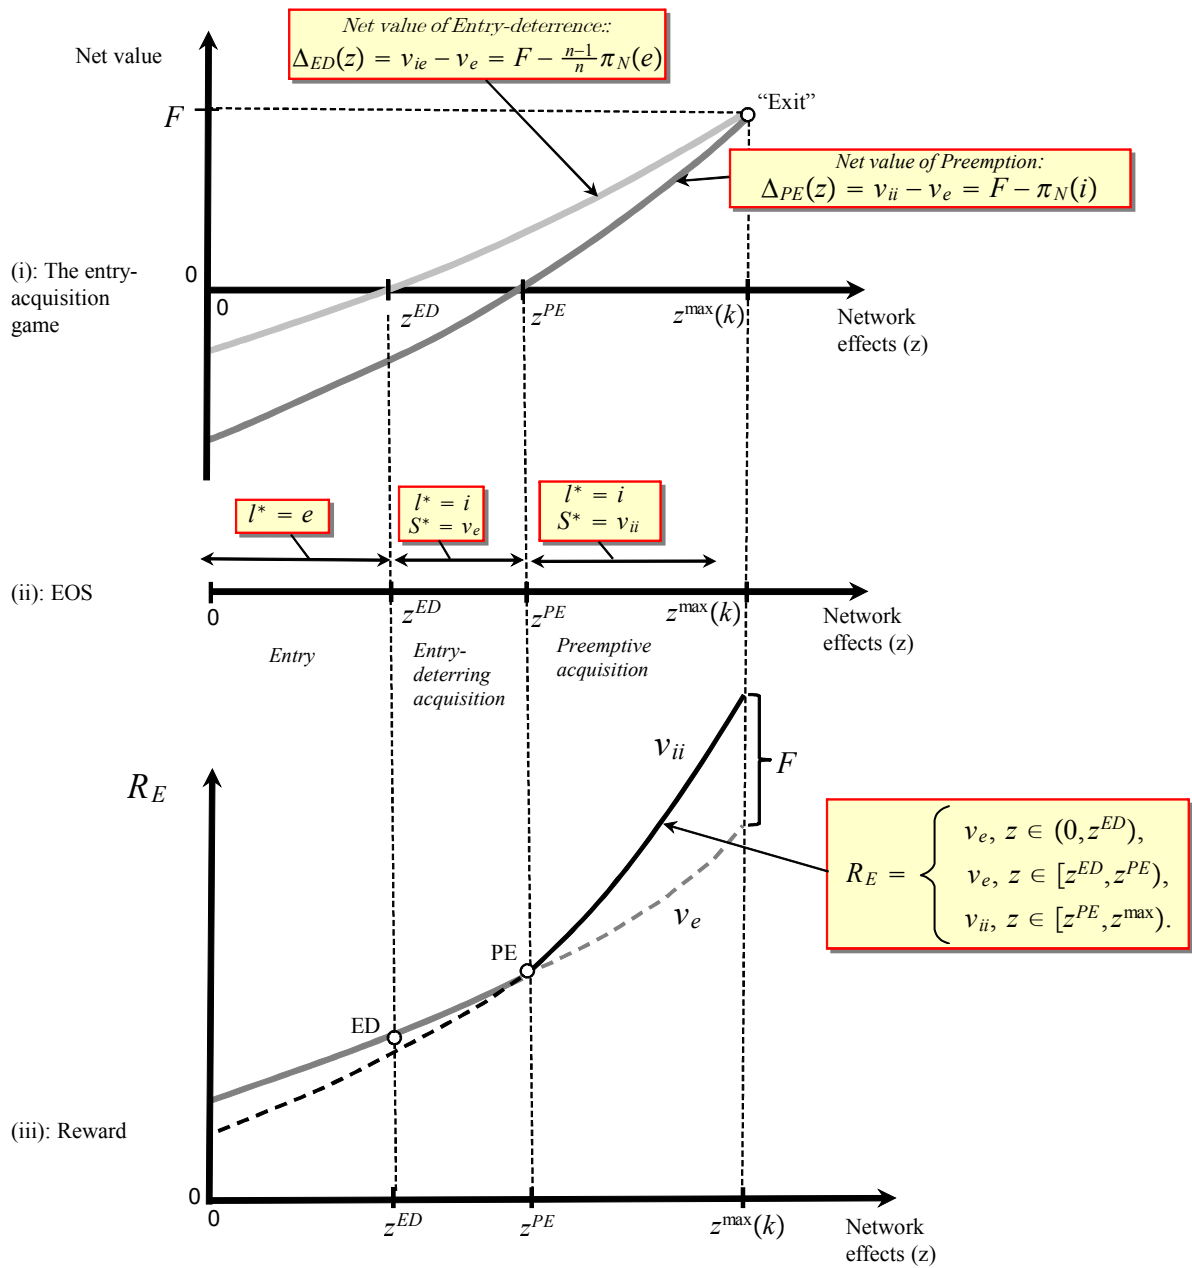 Net value of Entry-deterrence::
Δ_ED(z) = v_ie − v_e = F − (n−1)/n π_N(e)
Net value
F
“Exit”
Net value of Preemption:
Δ_PE(z) = v_ii − v_e = F − π_N(i)
(i): The entry-
acquisition
game
0
0
z^ED
z^PE
z^max(k)
Network
effects (z)
l* = e
l* = i
S* = v_e
l* = i
S* = v_ii
(ii): EOS
0
z^ED
z^PE
z^max(k)
Network
effects (z)
Entry
Entry-
deterring
acquisition
Preemptive
acquisition
R_E
v_ii
F
v_e
PE
ED
R_E = { v_e, z ∈ (0, z^ED),
v_e, z ∈ [z^ED, z^PE),
v_ii, z ∈ [z^PE, z^max).
(iii): Reward
0
0
z^ED
z^PE
z^max(k)
Network
effects (z)